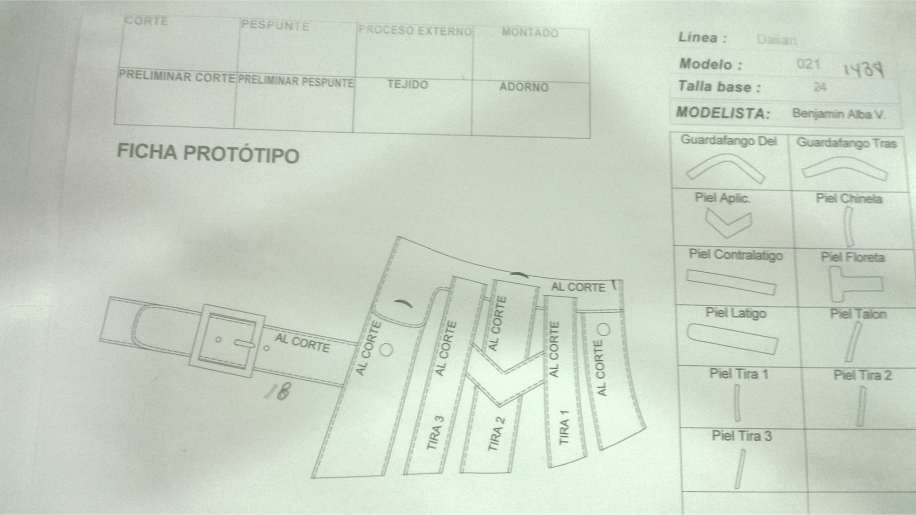 CORTE PESPUNTE PROCESO EXTERNO MONTADO
PRELIMINAR CORTE PRELIMINAR PESPUNTE TEJIDO ADORNO
FICHA PROTÓTIPO
Linea : Dalian
Modelo : 021 1439
Talla base : 24
MODELISTA: Benjamin Alba V.
Guardafango Del Guardafango Tras
Piel Aplic. Piel Chinela
Piel Contralatigo Piel Floreta
Piel Latigo Piel Talon
Piel Tira 1 Piel Tira 2
Piel Tira 3
AL CORTE
18
AL CORTE
AL CORTE
TIRA 3
AL CORTE
TIRA 2
AL CORTE
AL CORTE
TIRA 1
AL CORTE